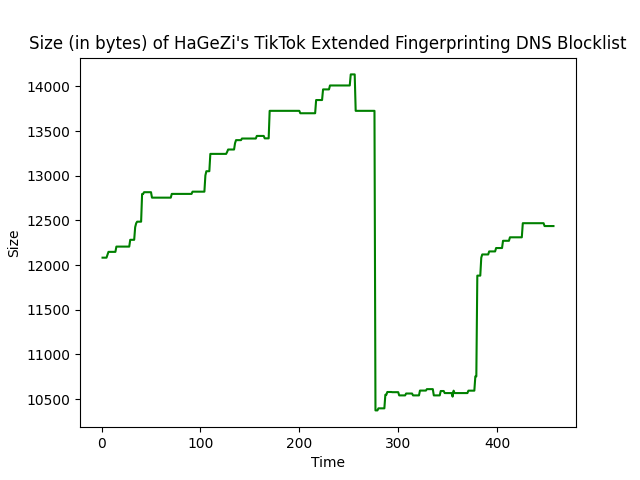 Size (in bytes) of HaGeZi's TikTok Extended Fingerprinting DNS Blocklist
14000
13500
13000
12500
12000
11500
11000
10500
Size
0 100 200 300 400
Time